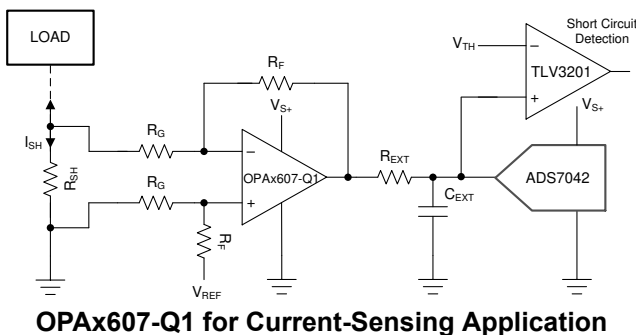 LOAD
Short Circuit
Detection
V_TH
−
TLV3201
+
R_F
V_S+
V_S+
I_SH
R_G
−
OPAx607-Q1
R_EXT
ADS7042
R_SH
R_G
+
C_EXT
R_F
V_REF
OPAx607-Q1 for Current-Sensing Application